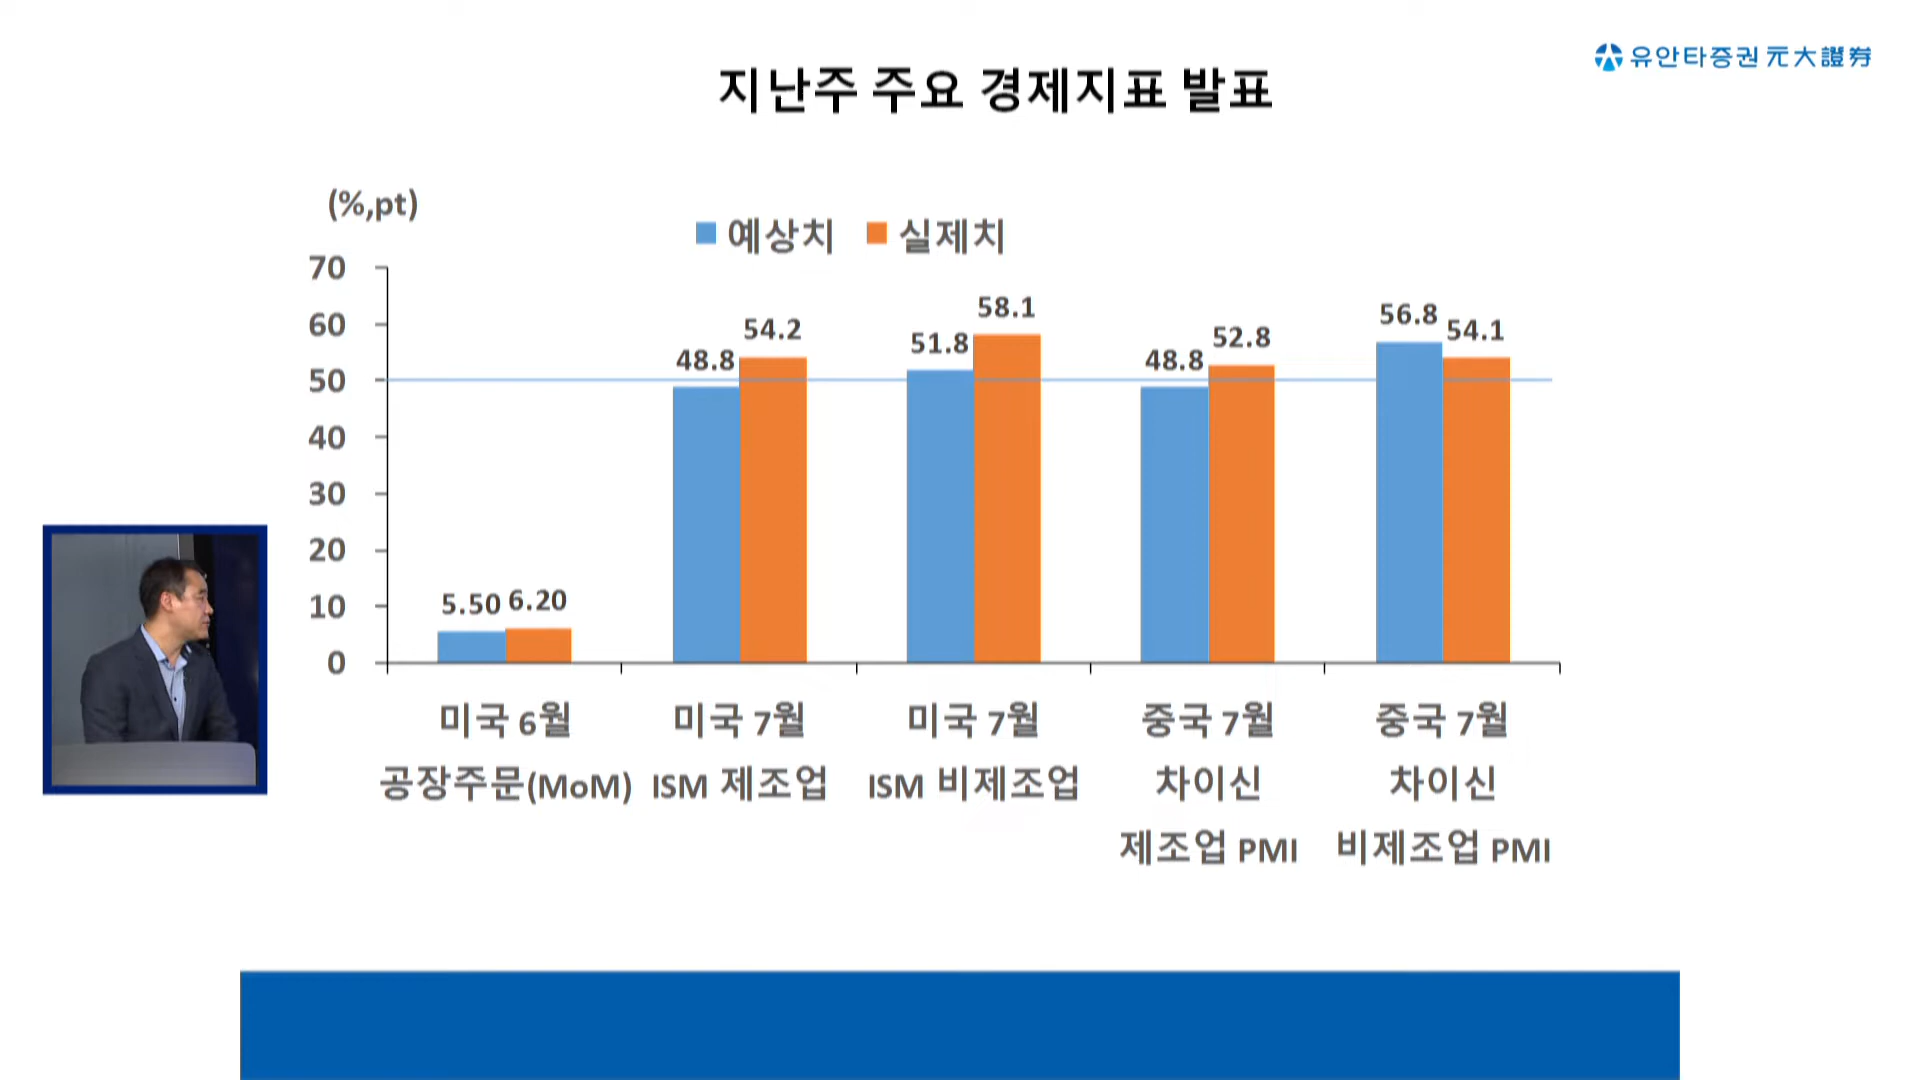 유안타증권 元大證券
지난주 주요 경제지표 발표
(%,pt)
예상치 실제치
70
60
50
40
30
20
10
0
5.50 6.20
48.8 54.2
51.8 58.1
48.8 52.8
56.8 54.1
미국 6월
공장주문(MoM)
미국 7월
ISM 제조업
미국 7월
ISM 비제조업
중국 7월
차이신
제조업 PMI
중국 7월
차이신
비제조업 PMI